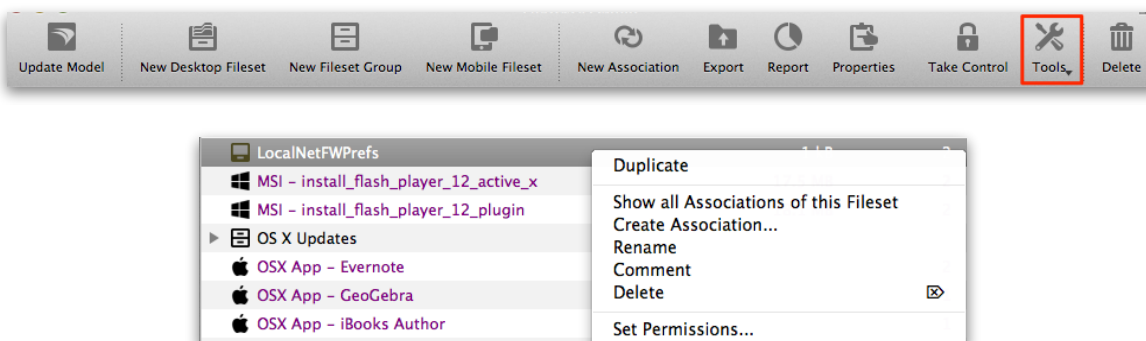 Update Model New Desktop Fileset New Fileset Group New Mobile Fileset New Association Export Report Properties Take Control Tools Delete
LocalNetFWPrefs
Duplicate
MSI - install_flash_player_12_active_x
Show all Associations of this Fileset
MSI - install_flash_player_12_plugin
Create Association...
OS X Updates
Rename
OSX App - Evernote
Comment
OSX App - GeoGebra
Delete
OSX App - iBooks Author
Set Permissions...